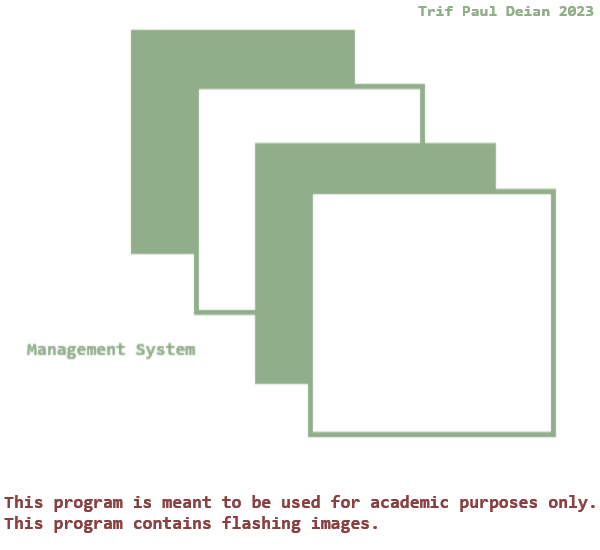 Trif Paul Deian 2023
Management System
This program is meant to be used for academic purposes only.
This program contains flashing images.